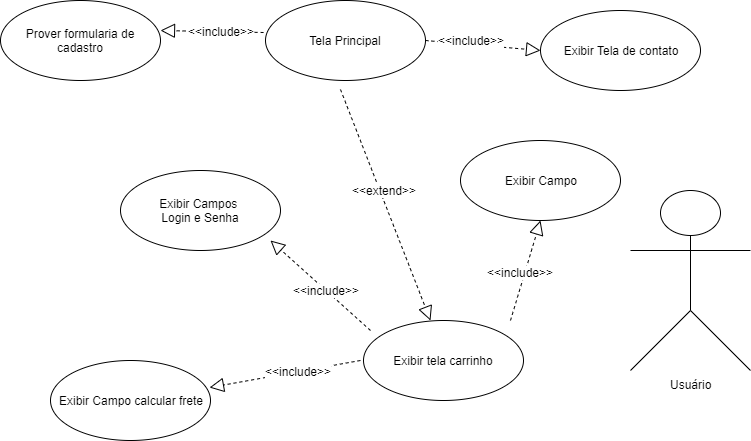 Prover formularia de
cadastro
<<include>>
Tela Principal
<<include>>
Exibir Tela de contato
<<extend>>
Exibir Campo
Exibir Campos
Login e Senha
<<include>>
<<include>>
Exibir tela carrinho
<<include>>
Exibir Campo calcular frete
Usuário